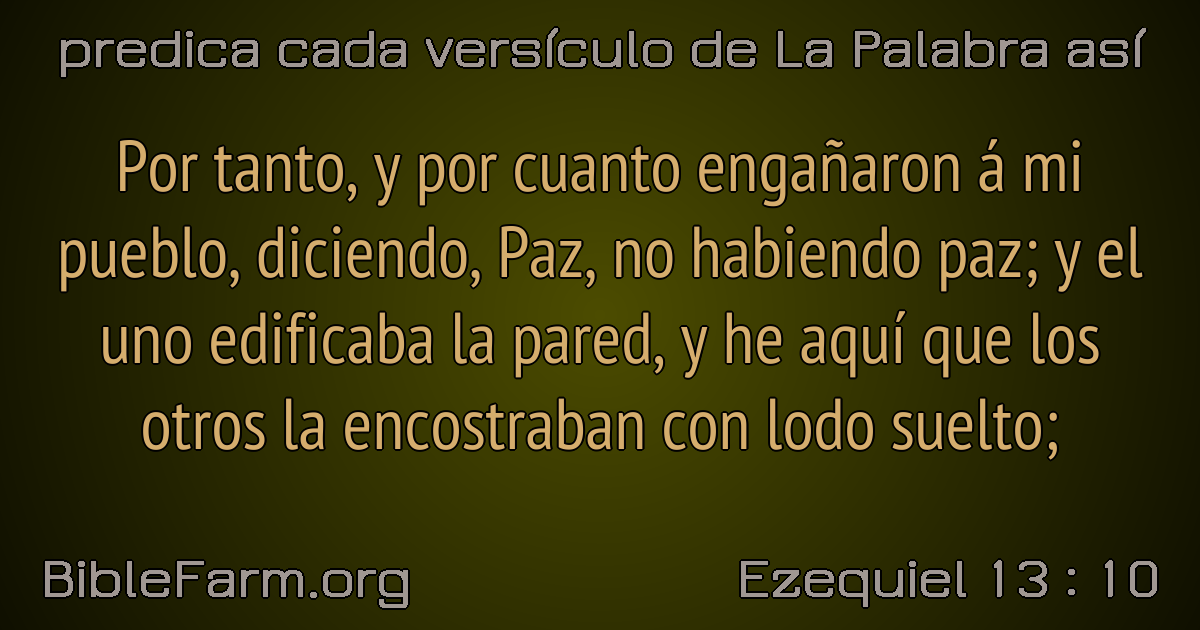 predica cada versículo de La Palabra así
Por tanto, y por cuanto engañaron á mi
pueblo, diciendo, Paz, no habiendo paz; y el
uno edificaba la pared, y he aquí que los
otros la encostraban con lodo suelto;
BibleFarm.org
Ezequiel 13 : 10